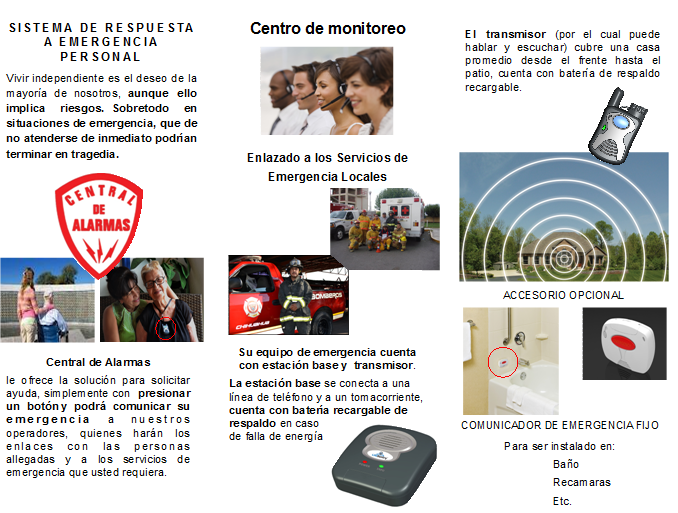 SISTEMA DE RESPUESTA
A EMERGENCIA
PERSONAL
Vivir independiente es el deseo de la
mayoría de nosotros, aunque ello
implica riesgos. Sobretodo en
situaciones de emergencia, que de
no atenderse de inmediato podrían
terminar en tragedia.
CENTRAL
DE
ALARMAS
Central de Alarmas
le ofrece la solución para solicitar
ayuda, simplemente con presionar
un botón y podrá comunicar su
emergencia a nuestros
operadores, quienes harán los
enlaces con las personas
allegadas y a los servicios de
emergencia que usted requiera.
Centro de monitoreo
Enlazado a los Servicios de
Emergencia Locales
BOMBEROS
CHIHUAHUA
Su equipo de emergencia cuenta
con estación base y transmisor.
La estación base se conecta a una
línea de teléfono y a un tomacorriente,
cuenta con batería recargable de
respaldo en caso
de falla de energía
El transmisor (por el cual puede
hablar y escuchar) cubre una casa
promedio desde el frente hasta el
patio, cuenta con batería de respaldo
recargable.
ACCESORIO OPCIONAL
COMUNICADOR DE EMERGENCIA FIJO
Para ser instalado en:
Baño
Recamaras
Etc.